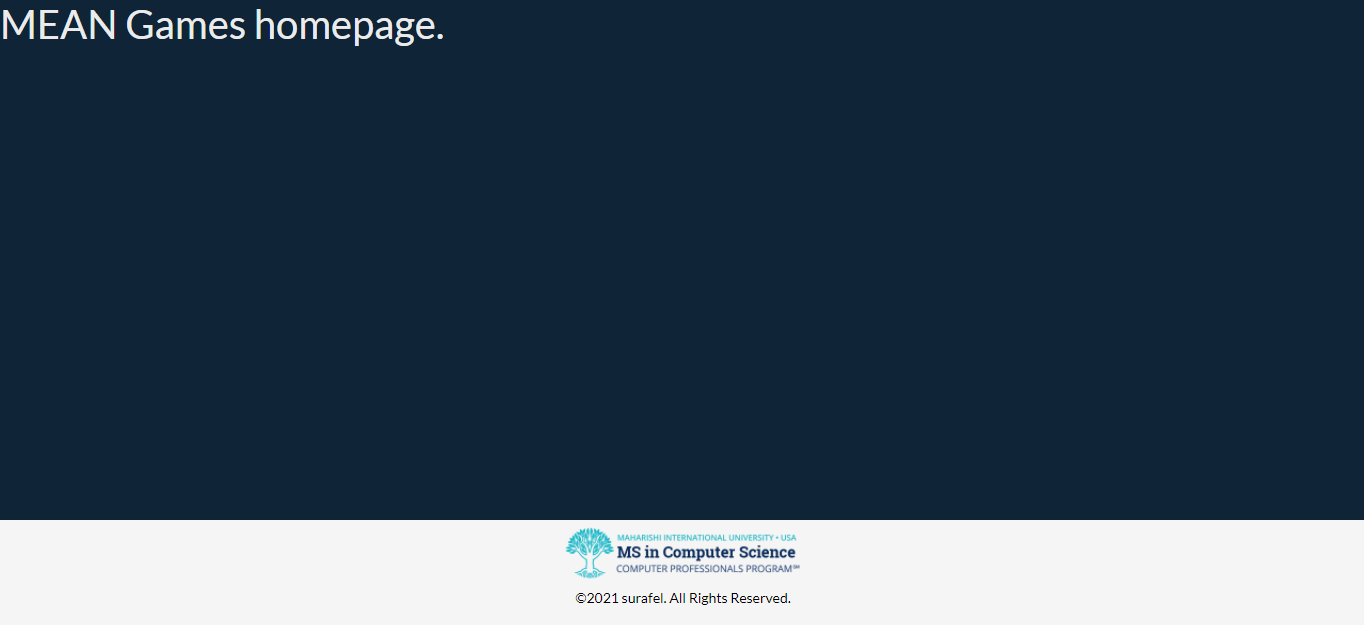 MEAN Games homepage.
MAHARISHI INTERNATIONAL UNIVERSITY • USA
MS in Computer Science
COMPUTER PROFESSIONALS PROGRAM℠
©2021 surafel. All Rights Reserved.